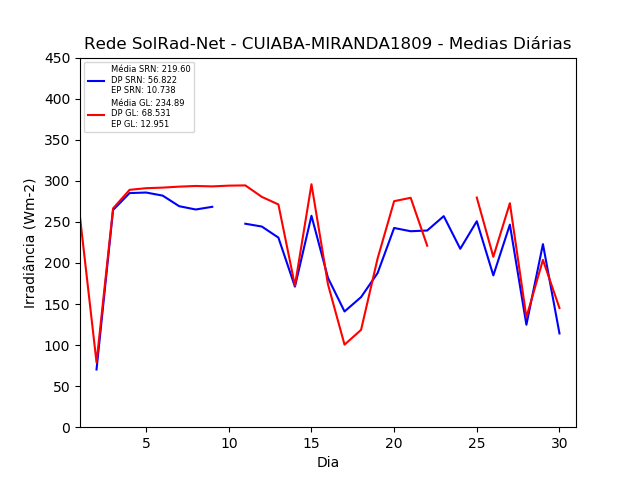 Rede SolRad-Net - CUIABA-MIRANDA1809 - Medias Diárias
Média SRN: 219.60
DP SRN: 56.822
EP SRN: 10.738
Média GL: 234.89
DP GL: 68.531
EP GL: 12.951
450
400
350
300
250
200
150
100
50
0
Irradiância (Wm-2)
5
10
15
20
25
30
Dia